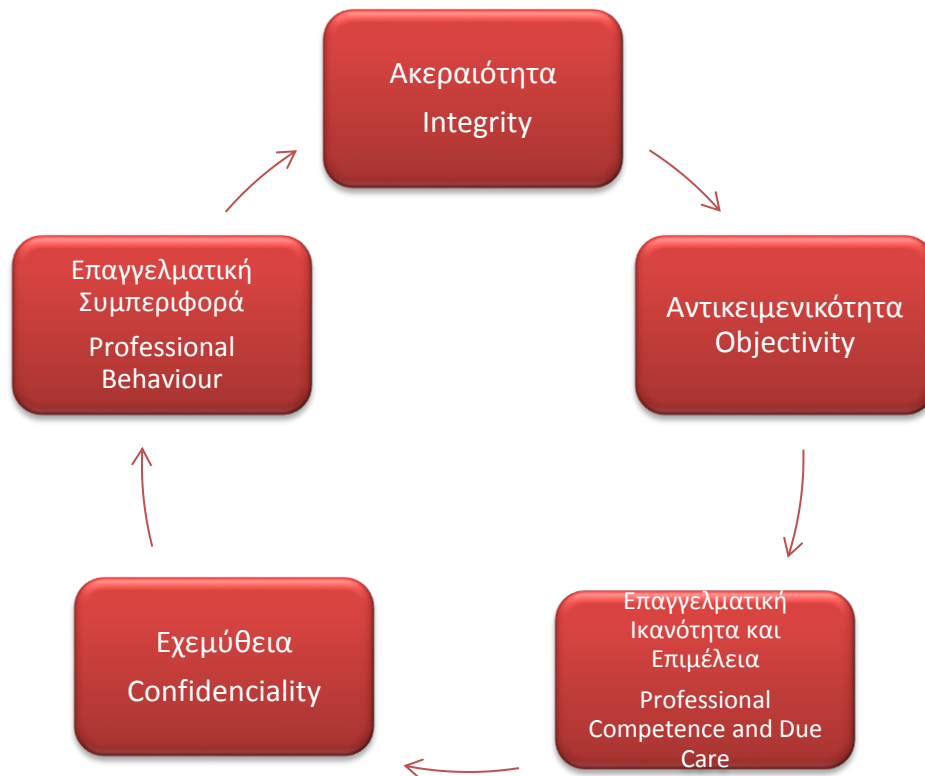 Ακεραιότητα
Integrity
Αντικειμενικότητα
Objectivity
Επαγγελματική
Ικανότητα και
Επιμέλεια
Professional
Competence and Due
Care
Εχεμύθεια
Confidenciality
Επαγγελματική
Συμπεριφορά
Professional
Behaviour